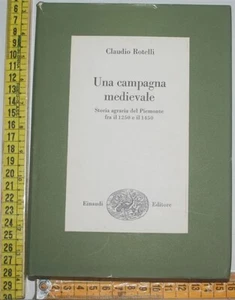 Claudio Rotelli
Una campagna
medievale
Storia agraria del Piemonte
fra il 1250 e il 1450
Einaudi Editore